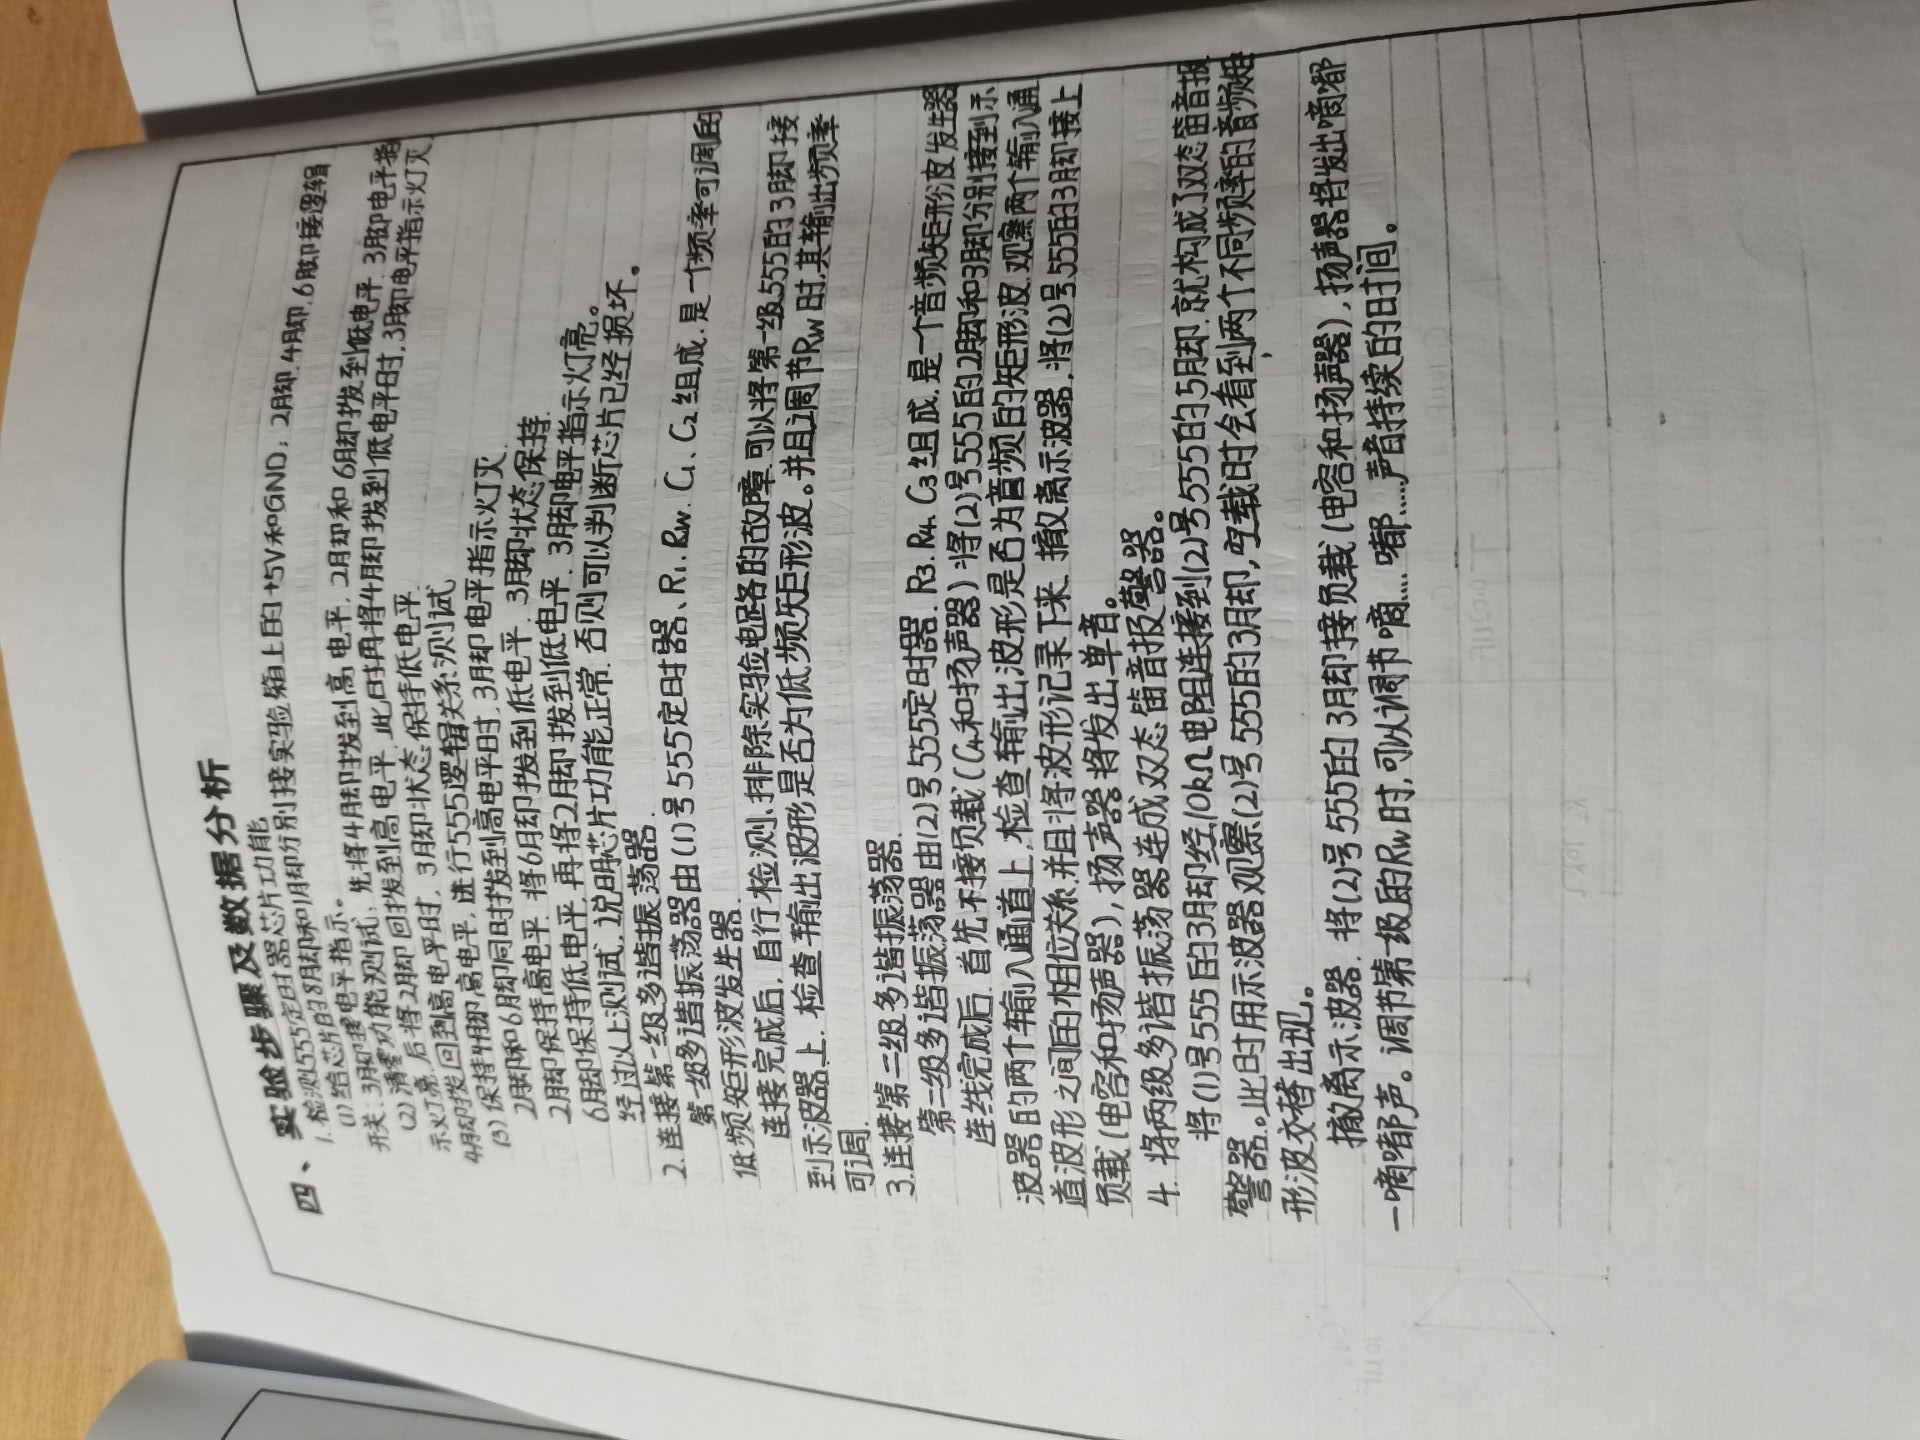 四、实验步骤及数据分析
1. 检测555定时器芯片功能
(1) 给芯片的8脚和1脚分别接实验箱上的+5V和GND; 2脚.4脚.6脚接逻辑
开关; 3脚接电平指示。
(2) 清零功能测试, 先将4脚拨到高电平. 2脚和6脚拨到低电平. 3脚电平指
示灯亮. 后将2脚回拨到高电平. 此时再将4脚拨到低电平时. 3脚电平指示灯灭.
4脚拨回到高电平时, 3脚状态保持低电平.
(3) 保持4脚高电平, 进行555逻辑关系测试
2脚和6脚同时拨到高电平时, 3脚电平指示灯灭.
2脚保持高电平. 将6脚拨到低电平. 3脚状态保持.
6脚保持低电平. 再将2脚拨到低电平. 3脚电平指示灯亮。
经过以上测试, 说明芯片功能正常. 否则可以判断芯片已经损坏。
2. 连接第一级多谐振荡器.
第一级多谐振荡器由(1)号555定时器、R1. Rw. C1、C2组成. 是一个频率可调的
低频矩形波发生器.
连接完成后, 自行检测、排除实验电路的故障. 可以将第一级555的3脚接
到示波器上. 检查输出波形是否为低频矩形波。并且调节Rw时. 其输出频率
可调.
3.连接第二级多谐振荡器.
第二级多谐振荡器由(2)号555定时器. R3. R4. C3组成. 是一个音频矩形波发生器
连线完成后. 首先不接负载(C4和扬声器)将(2)号555的2脚和3脚分别接到示
波器的两个输入通道上, 检查输出波形是否为音频的矩形波. 观察两个输入通
道波形之间的相位关系. 并且将波形记录下来 撤离示波器. 将(2)号555的3脚接上
负载(电容和扬声器), 扬声器将发出单音。
4. 将两级多谐振荡器连成双态笛音报警器。
将(1)号555的3脚经10kΩ电阻连接到(2)号555的5脚. 就构成了双态笛音报
警器。此时用示波器观察(2)号555的3脚, 空载时会看到两个不同频率的音频矩
形波交替出现。
撤离示波器. 将(2)号555的3脚接负载(电容和扬声器), 扬声器将发出嘀嘟
一嘀嘟声。调节第一级的Rw时, 可以调节嘀.... 嘟.....声音持续的时间。